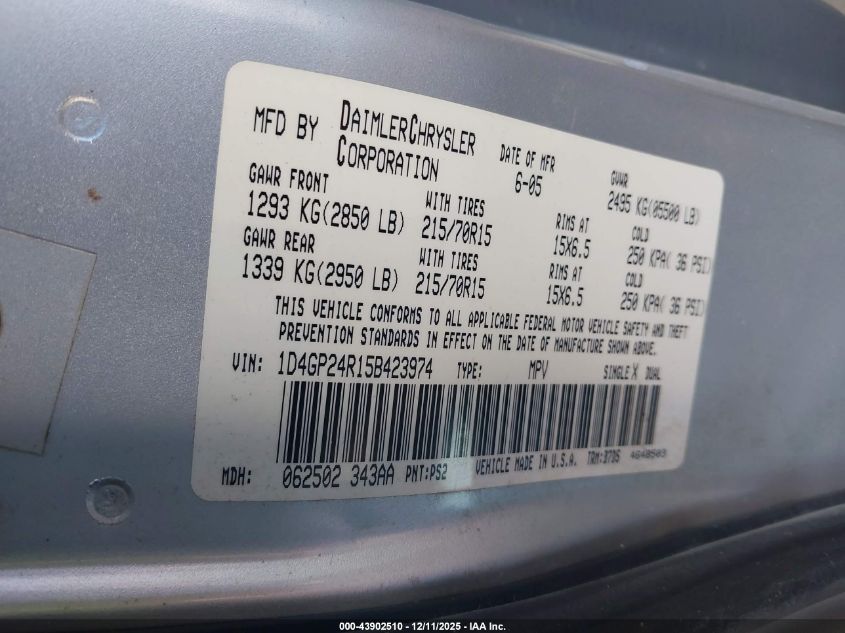 MFD BY DAIMLERCHRYSLER CORPORATION
DATE OF MFR 6-05
GVWR 2495 KG(05500 LB)
GAWR FRONT WITH TIRES RIMS AT COLD
1293 KG(2850 LB) 215/70R15 15X6.5 250 KPA( 36 PSI)
GAWR REAR WITH TIRES RIMS AT COLD
1339 KG(2950 LB) 215/70R15 15X6.5 250 KPA( 36 PSI)
THIS VEHICLE CONFORMS TO ALL APPLICABLE FEDERAL MOTOR VEHICLE SAFETY AND THEFT
PREVENTION STANDARDS IN EFFECT ON THE DATE OF MANUFACTURE SHOWN ABOVE.
VIN: 1D4GP24R15B423974 TYPE: MPV SINGLE X DUAL
MDH: 062502 343AA PNT:PS2 VEHICLE MADE IN U.S.A. TRM:B7D5
000-43902510 - 12/11/2025 - IAA Inc.